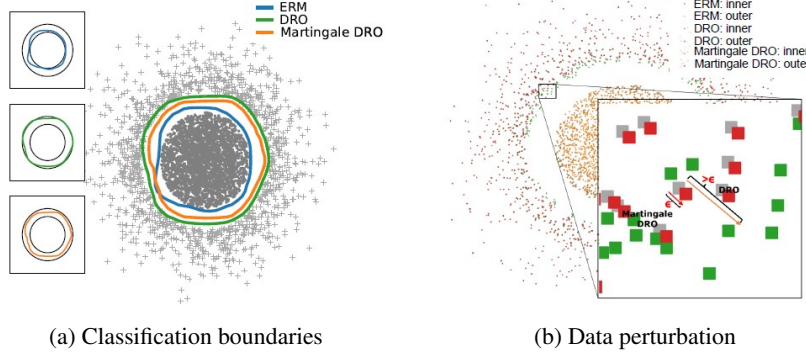 ERM
DRO
Martingale DRO
(a) Classification boundaries
ERM: inner
ERM: outer
DRO: inner
DRO: outer
Martingale DRO: inner
Martingale DRO: oute
>ϵ
DRO
ϵ
Martingale
DRO
(b) Data perturbation